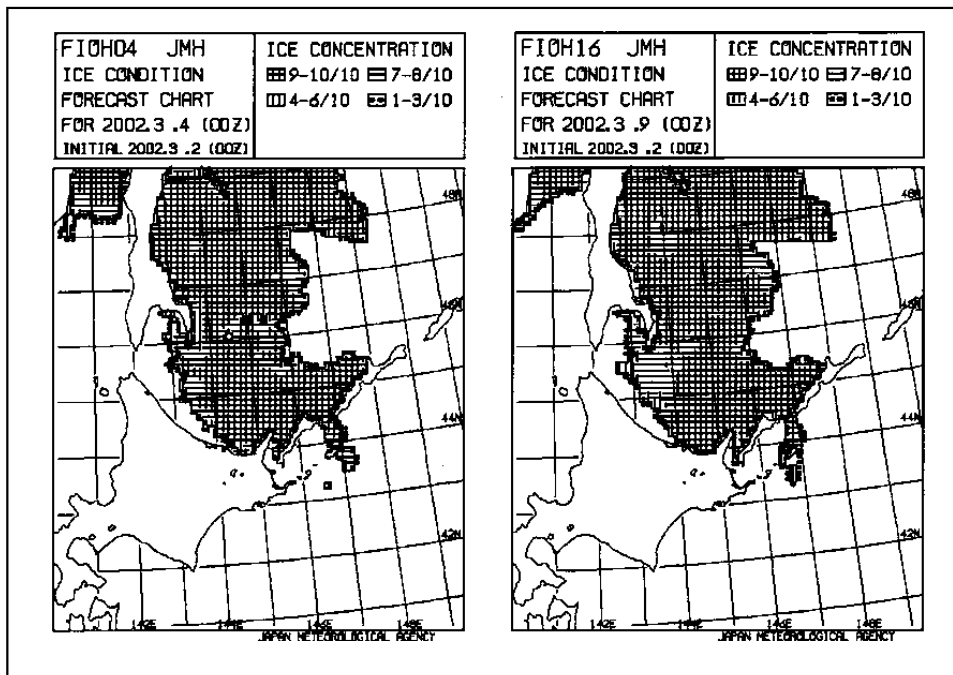 FIOH04 JMH
ICE CONDITION
FORECAST CHART
FOR 2002.3 .4 (00Z)
INITIAL 2002.3 .2 (00Z)
ICE CONCENTRATION
9-10/10 7-8/10
4-6/10 1-3/10
48N
46N
44N
42N
142E 144E 146E 148E
JAPAN METEOROLOGICAL AGENCY
FIOH16 JMH
ICE CONDITION
FORECAST CHART
FOR 2002.3 .9 (00Z)
INITIAL 2002.3 .2 (00Z)
ICE CONCENTRATION
9-10/10 7-8/10
4-6/10 1-3/10
48N
46N
44N
42N
142E 144E 146E 148E
JAPAN METEOROLOGICAL AGENCY